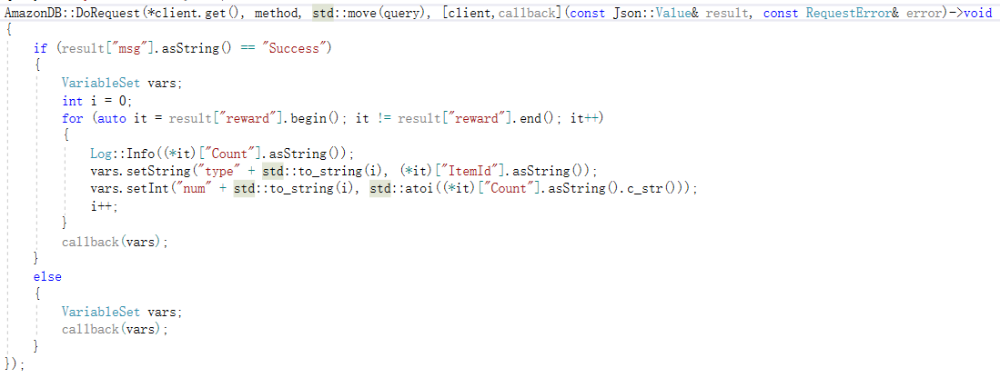 AmazonDB::DoRequest(*client.get(), method, std::move(query), [client,callback](const Json::Value& result, const RequestError& error)->void
{
    if (result["msg"].asString() == "Success")
    {
        VariableSet vars;
        int i = 0;
        for (auto it = result["reward"].begin(); it != result["reward"].end(); it++)
        {
            Log::Info((*it)["Count"].asString());
            vars.setString("type" + std::to_string(i), (*it)["ItemId"].asString());
            vars.setInt("num" + std::to_string(i), std::atoi((*it)["Count"].asString().c_str()));
            i++;
        }
        callback(vars);
    }
    else
    {
        VariableSet vars;
        callback(vars);
    }
});